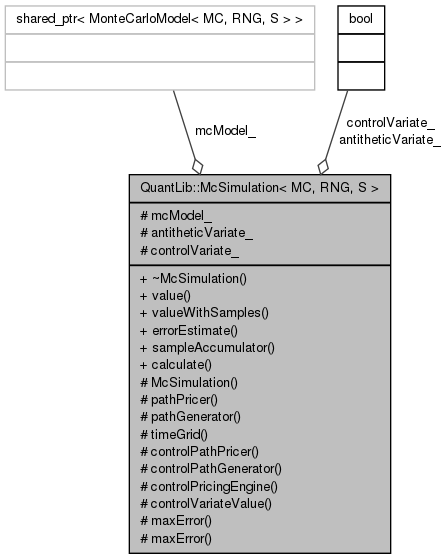 shared_ptr< MonteCarloModel< MC, RNG, S > >
bool
mcModel_
controlVariate_
antitheticVariate_
QuantLib::McSimulation< MC, RNG, S >
# mcModel_
# antitheticVariate_
# controlVariate_
+ ~McSimulation()
+ value()
+ valueWithSamples()
+ errorEstimate()
+ sampleAccumulator()
+ calculate()
# McSimulation()
# pathPricer()
# pathGenerator()
# timeGrid()
# controlPathPricer()
# controlPathGenerator()
# controlPricingEngine()
# controlVariateValue()
# maxError()
# maxError()